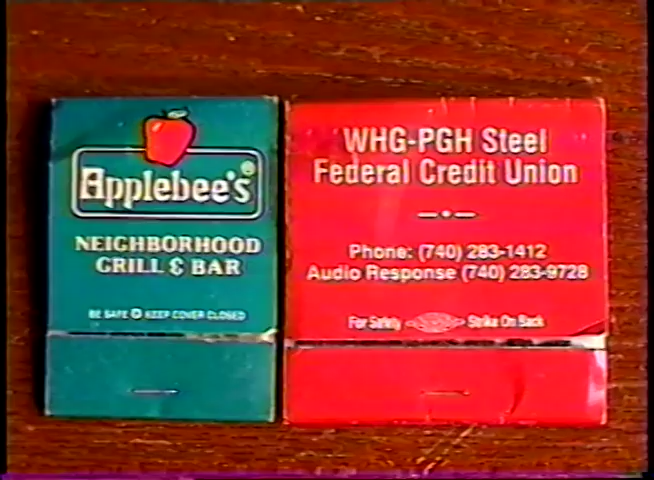 Applebee's®
NEIGHBORHOOD
GRILL & BAR
BE SAFE KEEP COVER CLOSED
WHG-PGH Steel
Federal Credit Union
Phone: (740) 283-1412
Audio Response (740) 283-9728
For Safety Strike On Back